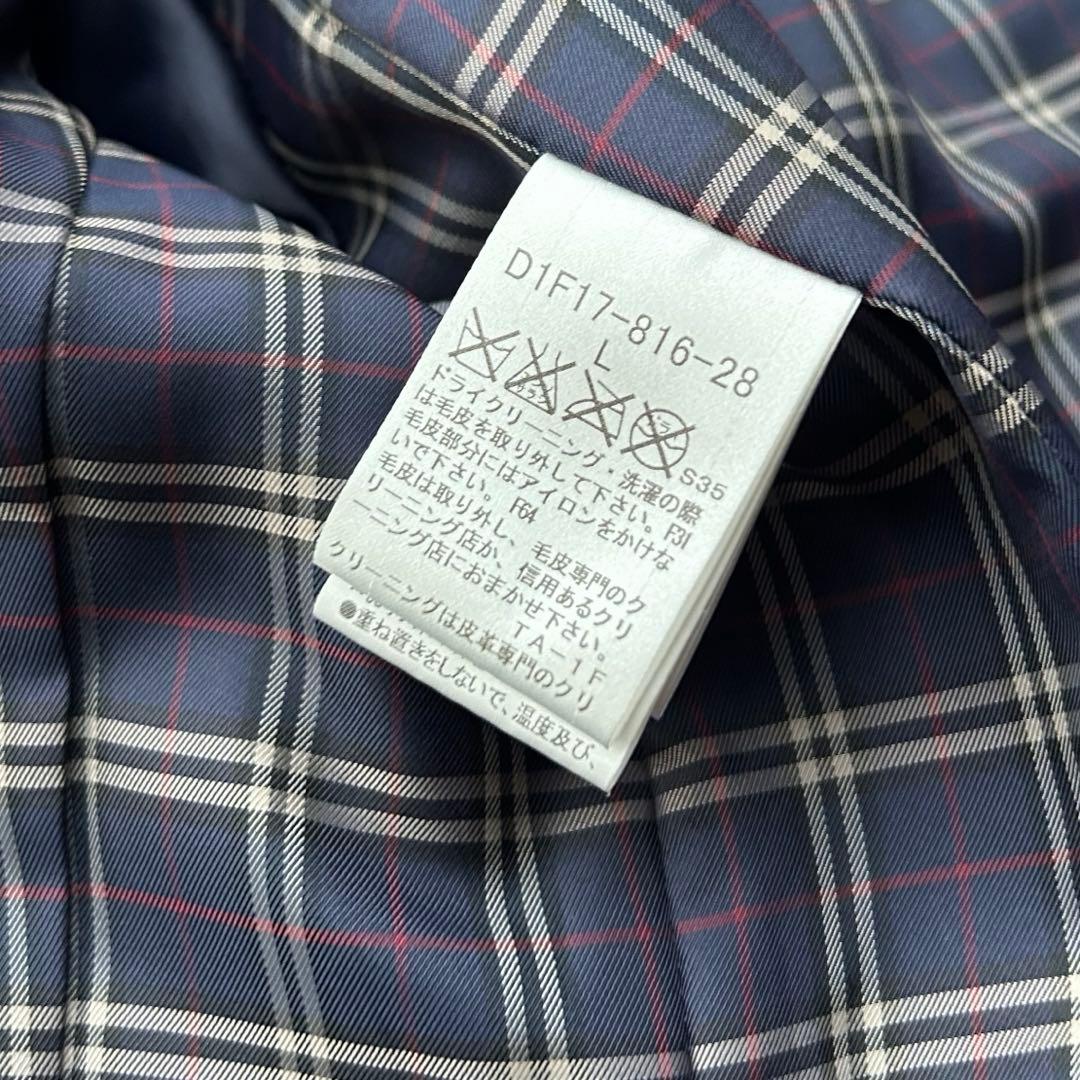 D1F17-816-28
L
S35
ドライクリーニング・洗濯の際
は毛皮を取り外して下さい。F31
毛皮部分にはアイロンをかけな
いで下さい。F64
毛皮は取り外し、毛皮専門のク
リーニング店か、信用あるクリ
ーニング店におまかせ下さい。
TA-1F
クリーニングは皮革専門のクリ
●重ね置きをしないで、温度及び、